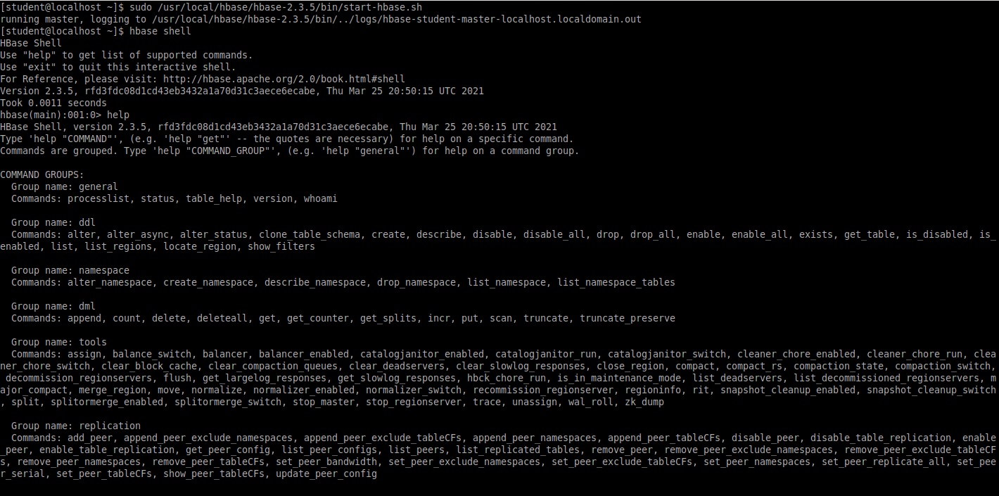 [student@localhost ~]$ sudo /usr/local/hbase/hbase-2.3.5/bin/start-hbase.sh
running master, logging to /usr/local/hbase/hbase-2.3.5/bin/../logs/hbase-student-master-localhost.localdomain.out
[student@localhost ~]$ hbase shell
HBase Shell
Use "help" to get list of supported commands.
Use "exit" to quit this interactive shell.
For Reference, please visit: http://hbase.apache.org/2.0/book.html#shell
Version 2.3.5, rfd3fdc08d1cd43eb3432a1a70d31c3aece6ecabe, Thu Mar 25 20:50:15 UTC 2021
Took 0.0011 seconds
hbase(main):001:0> help
HBase Shell, version 2.3.5, rfd3fdc08d1cd43eb3432a1a70d31c3aece6ecabe, Thu Mar 25 20:50:15 UTC 2021
Type 'help "COMMAND"', (e.g. 'help "get"' -- the quotes are necessary) for help on a specific command.
Commands are grouped. Type 'help "COMMAND_GROUP"', (e.g. 'help "general"') for help on a command group.

COMMAND GROUPS:
  Group name: general
  Commands: processlist, status, table_help, version, whoami

  Group name: ddl
  Commands: alter, alter_async, alter_status, clone_table_schema, create, describe, disable, disable_all, drop, drop_all, enable, enable_all, exists, get_table, is_disabled, is_
enabled, list, list_regions, locate_region, show_filters

  Group name: namespace
  Commands: alter_namespace, create_namespace, describe_namespace, drop_namespace, list_namespace, list_namespace_tables

  Group name: dml
  Commands: append, count, delete, deleteall, get, get_counter, get_splits, incr, put, scan, truncate, truncate_preserve

  Group name: tools
  Commands: assign, balance_switch, balancer, balancer_enabled, catalogjanitor_enabled, catalogjanitor_run, catalogjanitor_switch, cleaner_chore_enabled, cleaner_chore_run, clea
ner_chore_switch, clear_block_cache, clear_compaction_queues, clear_deadservers, clear_slowlog_responses, close_region, compact, compact_rs, compaction_state, compaction_switch,
 decommission_regionservers, flush, get_largelog_responses, get_slowlog_responses, hbck_chore_run, is_in_maintenance_mode, list_deadservers, list_decommissioned_regionservers, m
ajor_compact, merge_region, move, normalize, normalizer_enabled, normalizer_switch, recommission_regionserver, regioninfo, rit, snapshot_cleanup_enabled, snapshot_cleanup_switch
, split, splitormerge_enabled, splitormerge_switch, stop_master, stop_regionserver, trace, unassign, wal_roll, zk_dump

  Group name: replication
  Commands: add_peer, append_peer_exclude_namespaces, append_peer_exclude_tableCFs, append_peer_namespaces, append_peer_tableCFs, disable_peer, disable_table_replication, enable
_peer, enable_table_replication, get_peer_config, list_peer_configs, list_peers, list_replicated_tables, remove_peer, remove_peer_exclude_namespaces, remove_peer_exclude_tableCF
s, remove_peer_namespaces, remove_peer_tableCFs, set_peer_bandwidth, set_peer_exclude_namespaces, set_peer_exclude_tableCFs, set_peer_namespaces, set_peer_replicate_all, set_pee
r_serial, set_peer_tableCFs, show_peer_tableCFs, update_peer_config